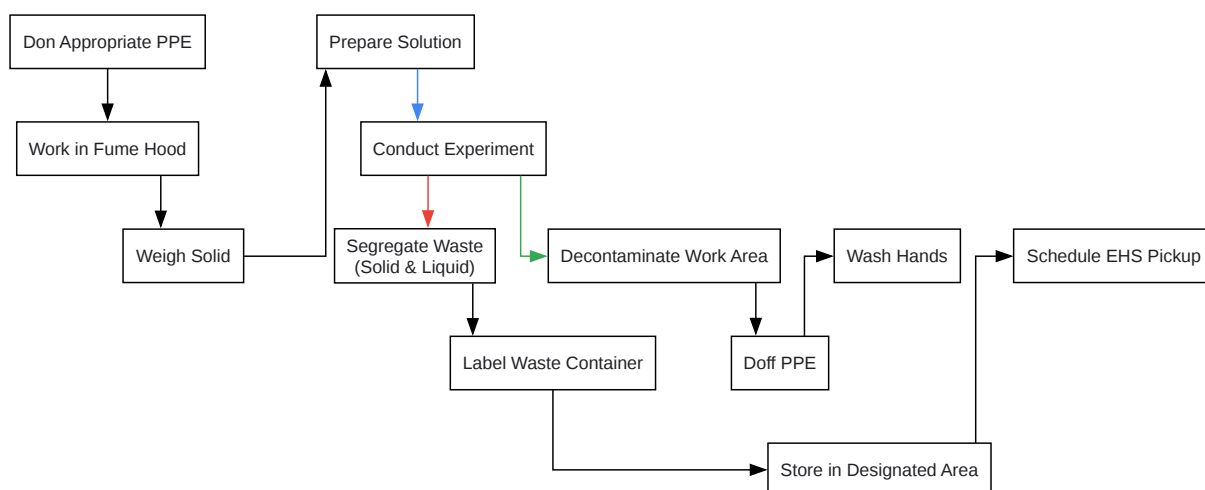 Don Appropriate PPE
Prepare Solution
Work in Fume Hood
Conduct Experiment
Weigh Solid
Segregate Waste
(Solid & Liquid)
Decontaminate Work Area
Wash Hands
Schedule EHS Pickup
Label Waste Container
Doff PPE
Store in Designated Area